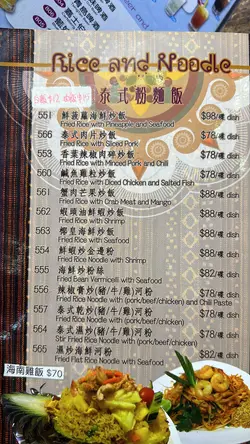 Rice and Noodle
泰式粉麵飯
551 鮮菠蘿海鮮炒飯 $98/碟 dish
Fried Rice with Pineapple and Seafood
566 泰式肉片炒飯 $78/碟 dish
Fried Rice with Sliced Pork
553 香葉辣椒肉碎炒飯 $78/碟 dish
Fried Rice with Minced Pork and Chili
560 鹹魚雞粒炒飯 $78/碟 dish
Fried Rice with Diced Chicken and Salted Fish
561 蟹肉芒果炒飯 $88/碟 dish
Fried Rice with Crab Meat and Mango
562 蝦頭油鮮蝦炒飯 $88/碟 dish
Fried Rice with Shrimp
563 椰皇海鮮炒飯 $98/碟 dish
Fried Rice with Seafood
554 鮮蝦炒金邊粉 $88/碟 dish
Fried Rice Noodle with Shrimp
555 海鮮炒粉絲 $82/碟 dish
Fried Bean Vermicelli with Seafood
556 辣椒膏炒(豬/牛/雞)河粉 $78/碟 dish
Fried Rice Noodle with (pork/beef/chicken) and Chili Paste
557 泰式乾炒(豬/牛/雞)河粉 $78/碟 dish
Fried Rice Noodle with (pork/beef/chicken)
564 泰式濕炒(豬/牛/雞)河粉 $78/碟 dish
Stir Fried Rice Noodle with (pork/beef/chicken)
565 濕炒海鮮河粉 $82/碟 dish
Fried Flat Rice Noodle with Seafood
海南雞飯 $70